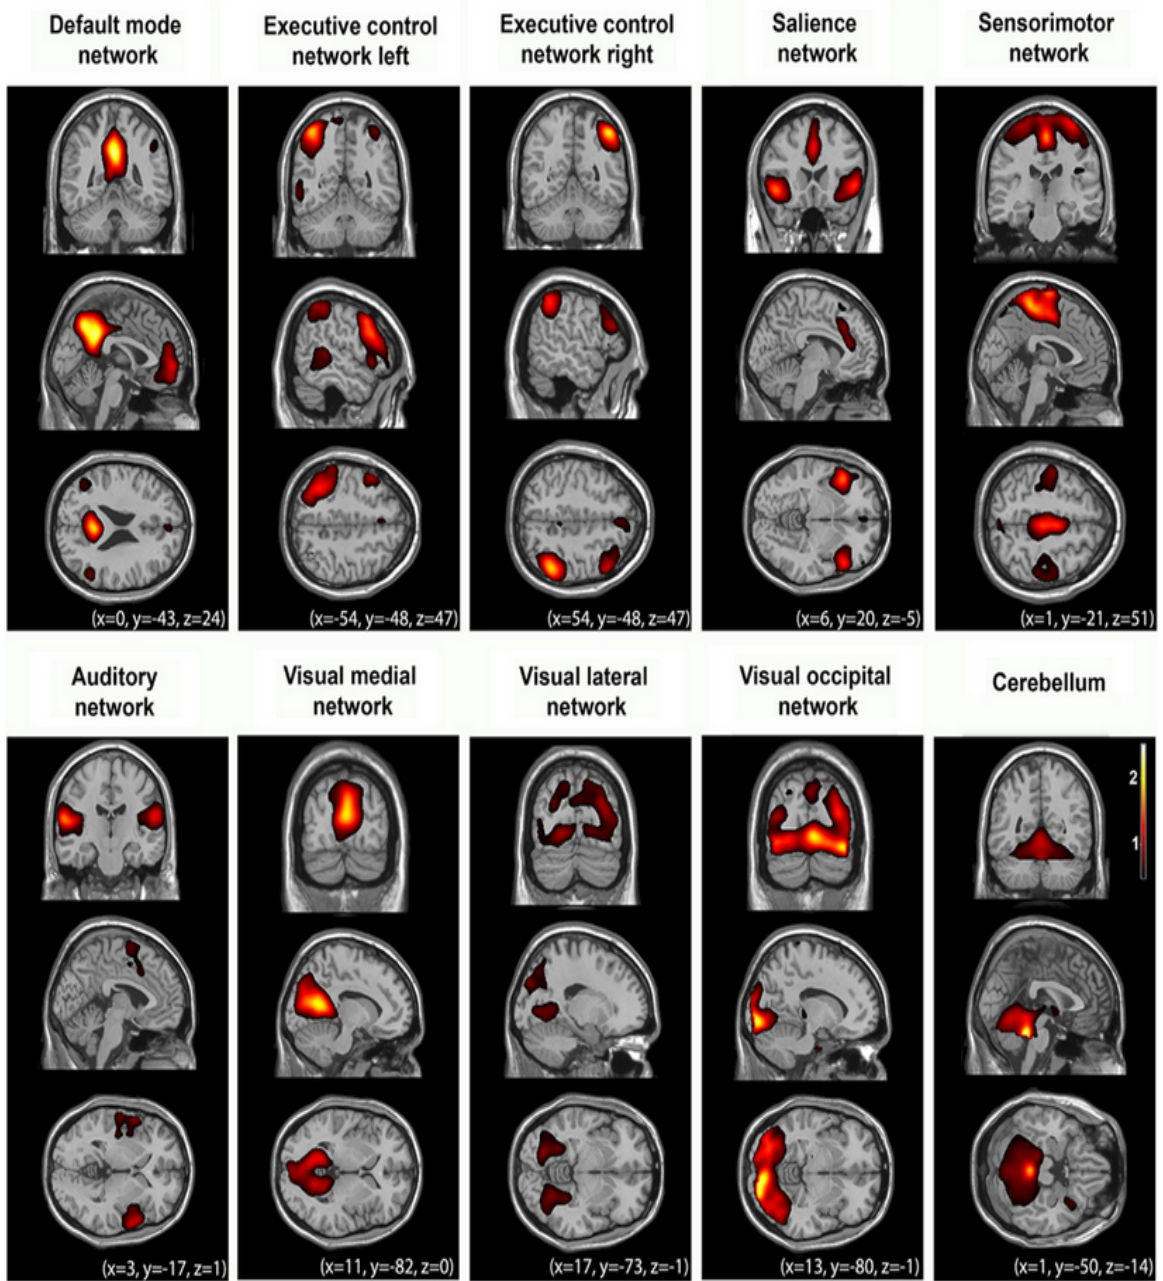 Default mode
network
Executive control
network left
Executive control
network right
Salience
network
Sensorimotor
network
(x=0, y=-43, z=24)
(x=-54, y=-48, z=47)
(x=54, y=-48, z=47)
(x=6, y=20, z=-5)
(x=1, y=-21, z=51)
Auditory
network
Visual medial
network
Visual lateral
network
Visual occipital
network
Cerebellum
2
1
(x=3, y=-17, z=1)
(x=11, y=-82, z=0)
(x=17, y=-73, z=-1)
(x=13, y=-80, z=-1)
(x=1, y=-50, z=-14)